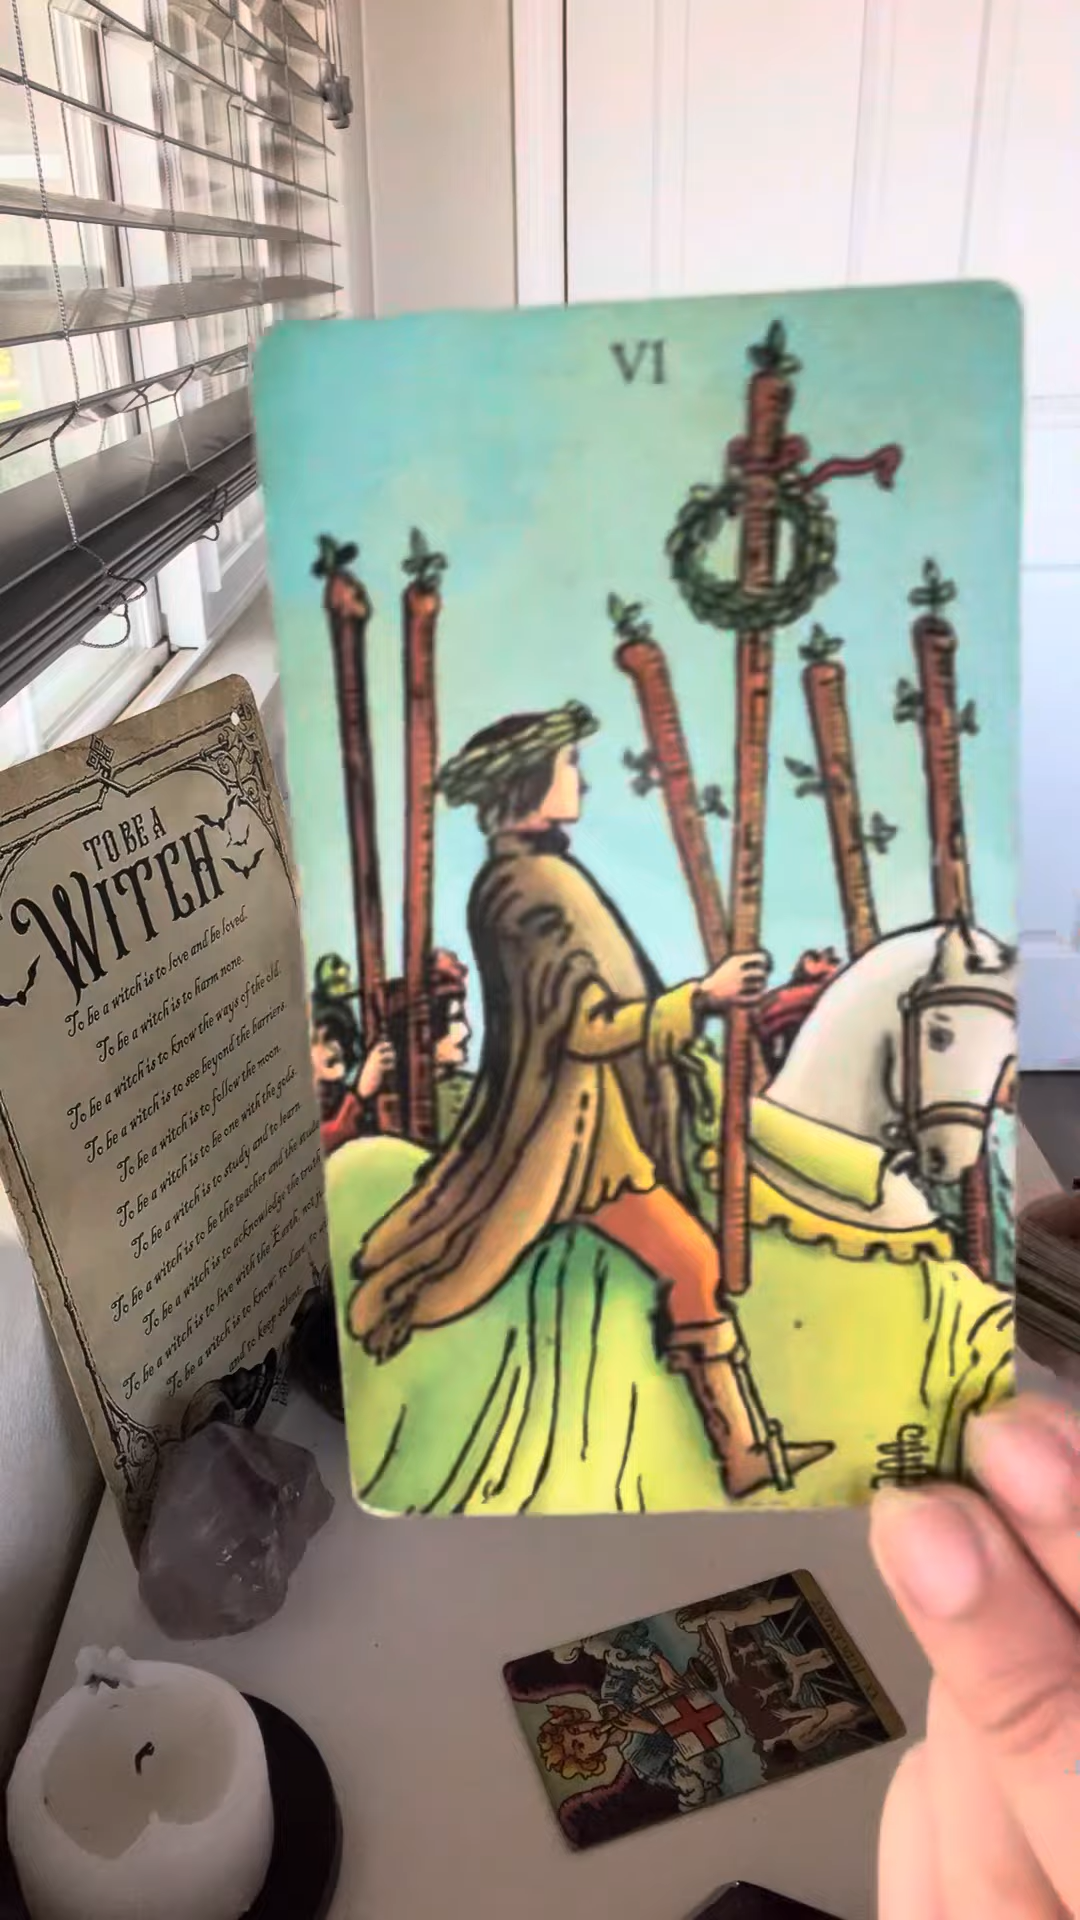 VI
TO BE A
WITCH
To be a witch is to love and be loved.
To be a witch is to harm none.
To be a witch is to know the ways of the old.
To be a witch is to see beyond the barriers.
To be a witch is to follow the moon.
To be a witch is to be one with the gods.
To be a witch is to study and to learn.
To be a witch is to be the teacher and the
To be a witch is to acknowledge the truth
To be a witch is to live with the Earth, not
To be a witch is to know; to dare; to
and to keep silent.